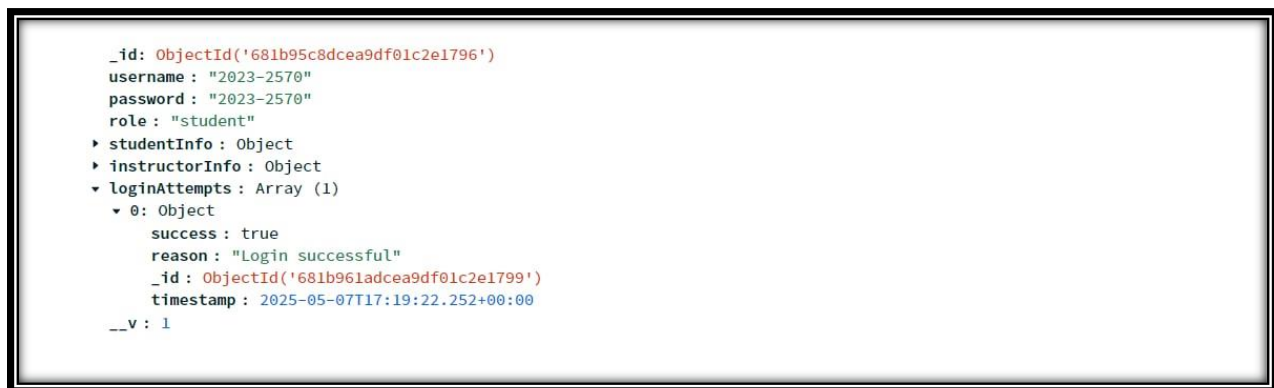 _id: ObjectId('681b95c8dcea9df01c2e1796')
username : "2023-2570"
password : "2023-2570"
role : "student"
studentInfo : Object
instructorInfo : Object
loginAttempts : Array (1)
0: Object
success : true
reason : "Login successful"
_id : ObjectId('681b961adcea9df01c2e1799')
timestamp : 2025-05-07T17:19:22.252+00:00
__v : 1